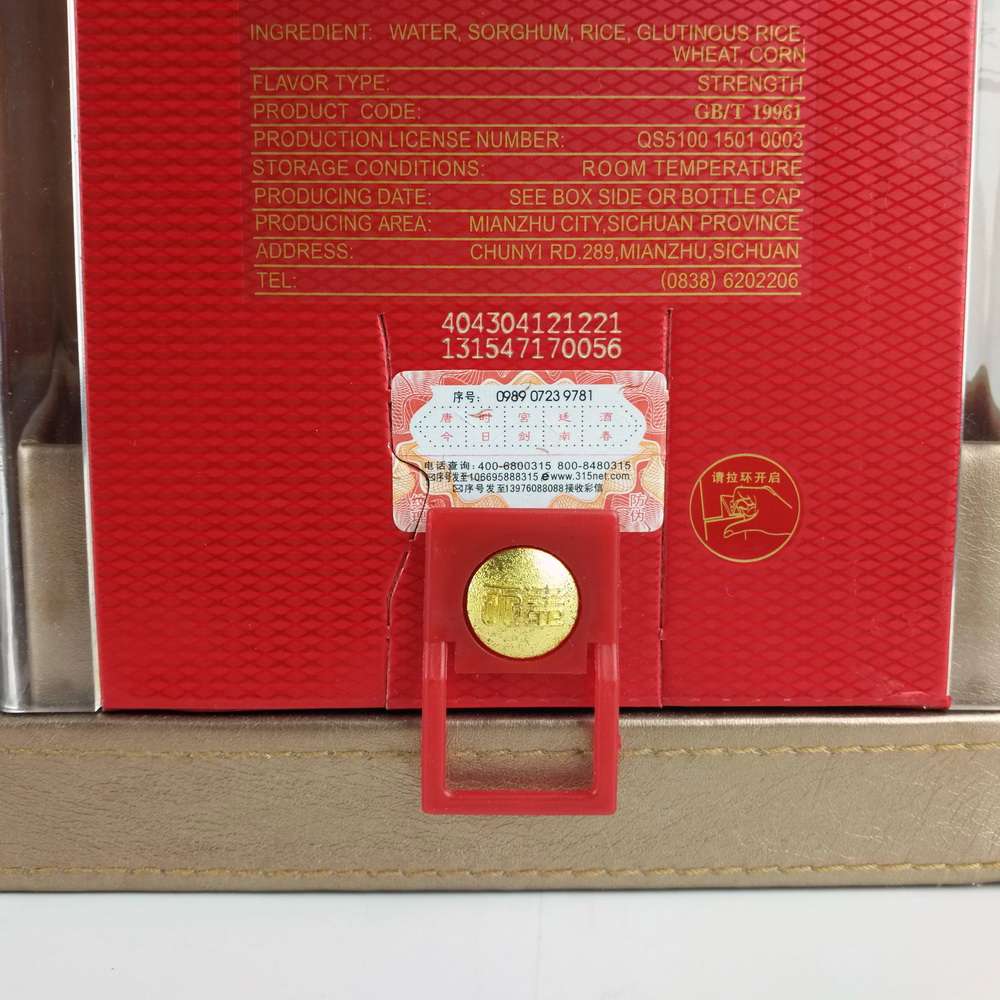 INGREDIENT: WATER, SORGHUM, RICE, GLUTINOUS RICE,
WHEAT, CORN
FLAVOR TYPE: STRENGTH
PRODUCT CODE: GB/T 19961
PRODUCTION LICENSE NUMBER: QS5100 1501 0003
STORAGE CONDITIONS: ROOM TEMPERATURE
PRODUCING DATE: SEE BOX SIDE OR BOTTLE CAP
PRODUCING AREA: MIANZHU CITY,SICHUAN PROVINCE
ADDRESS: CHUNYI RD.289,MIANZHU,SICHUAN
TEL: (0838) 6202206
404304121221
131547170056
序号: 0989 0723 9781
唐时宫廷酒
今日剑南春
电话查询:400-6800315 800-8480315
序号发至106695888315 www.315net.com
序号发至13976088088接收彩信
防伪
请拉环开启